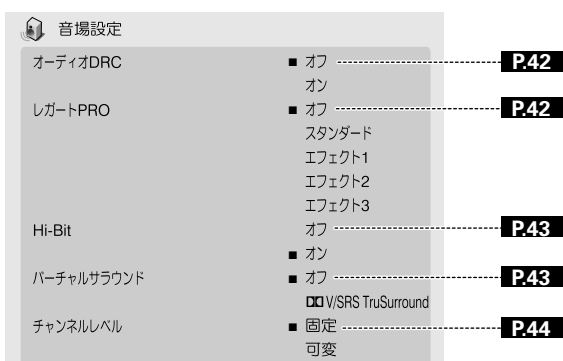 音場設定
オーディオDRC ■ オフ P.42
オン
レガートPRO ■ オフ P.42
スタンダード
エフェクト1
エフェクト2
エフェクト3
Hi-Bit オフ P.43
■ オン
バーチャルサラウンド ■ オフ P.43
V/SRS TruSurround
チャンネルレベル ■ 固定 P.44
可変